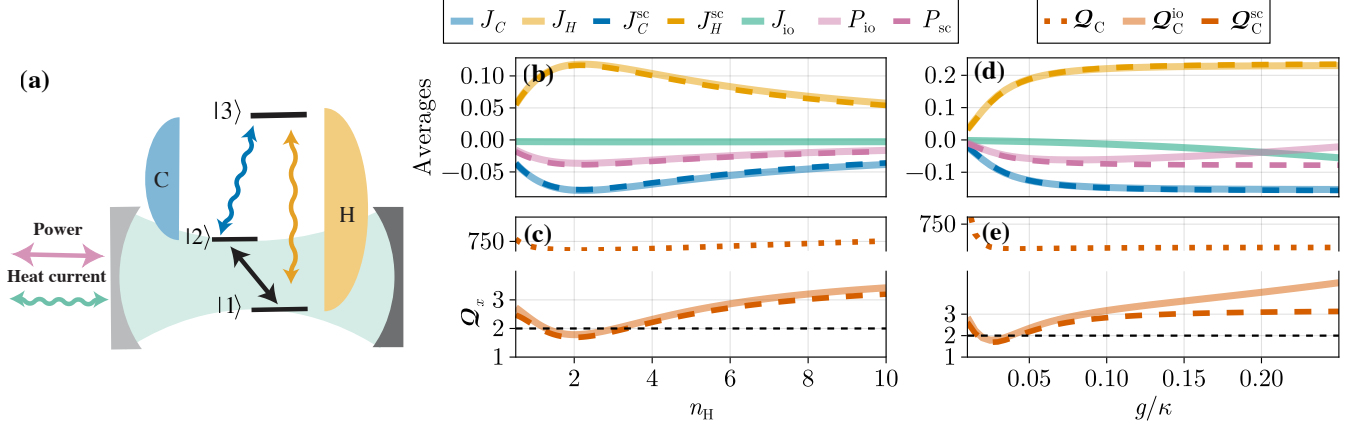 J_C J_H J_C^sc J_H^sc J_io P_io P_sc
𝒬_C 𝒬_C^io 𝒬_C^sc
(a)
|3⟩
C
H
|2⟩
|1⟩
Power
Heat current
(b)
Averages
0.10
0.05
0.00
−0.05
(c)
750
𝒬_x
3
2
1
2 4 6 8 10
n_H
(d)
0.2
0.1
0.0
−0.1
(e)
750
3
2
1
0.05 0.10 0.15 0.20
g/κ